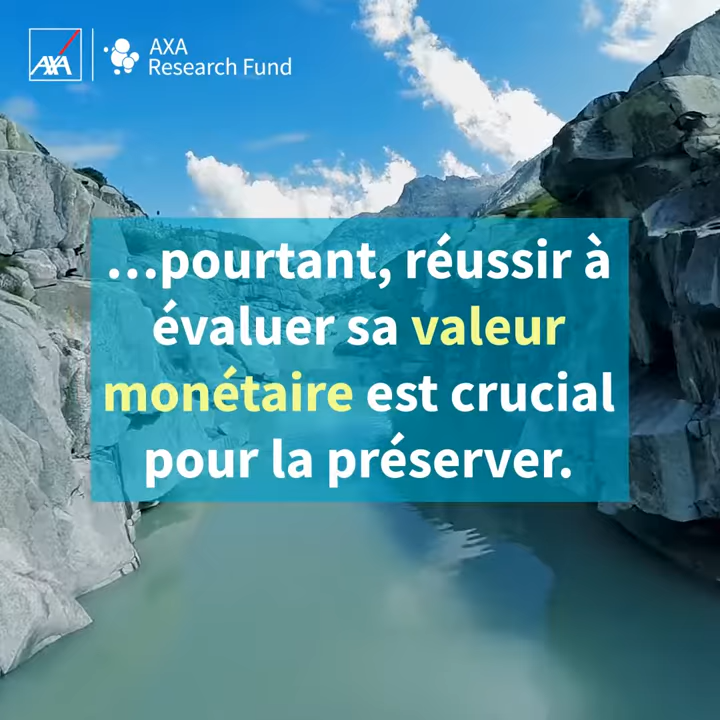 AXA
AXA
Research Fund
...pourtant, réussir à
évaluer sa valeur
monétaire est crucial
pour la préserver.